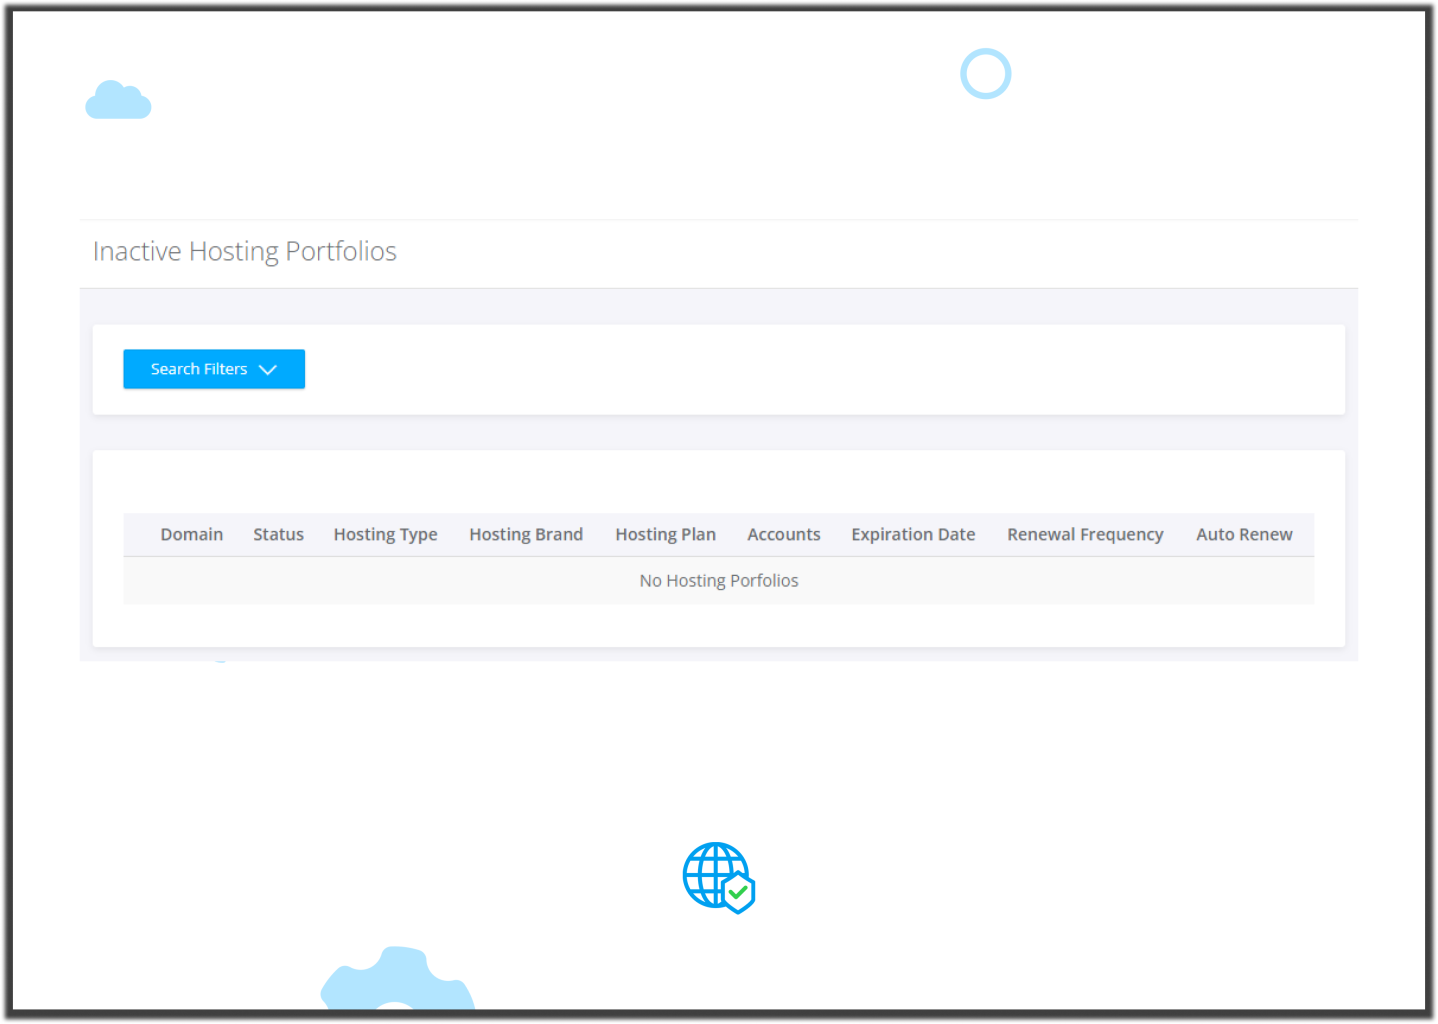 Inactive Hosting Portfolios
Search Filters
Domain Status Hosting Type Hosting Brand Hosting Plan Accounts Expiration Date Renewal Frequency Auto Renew
No Hosting Porfolios